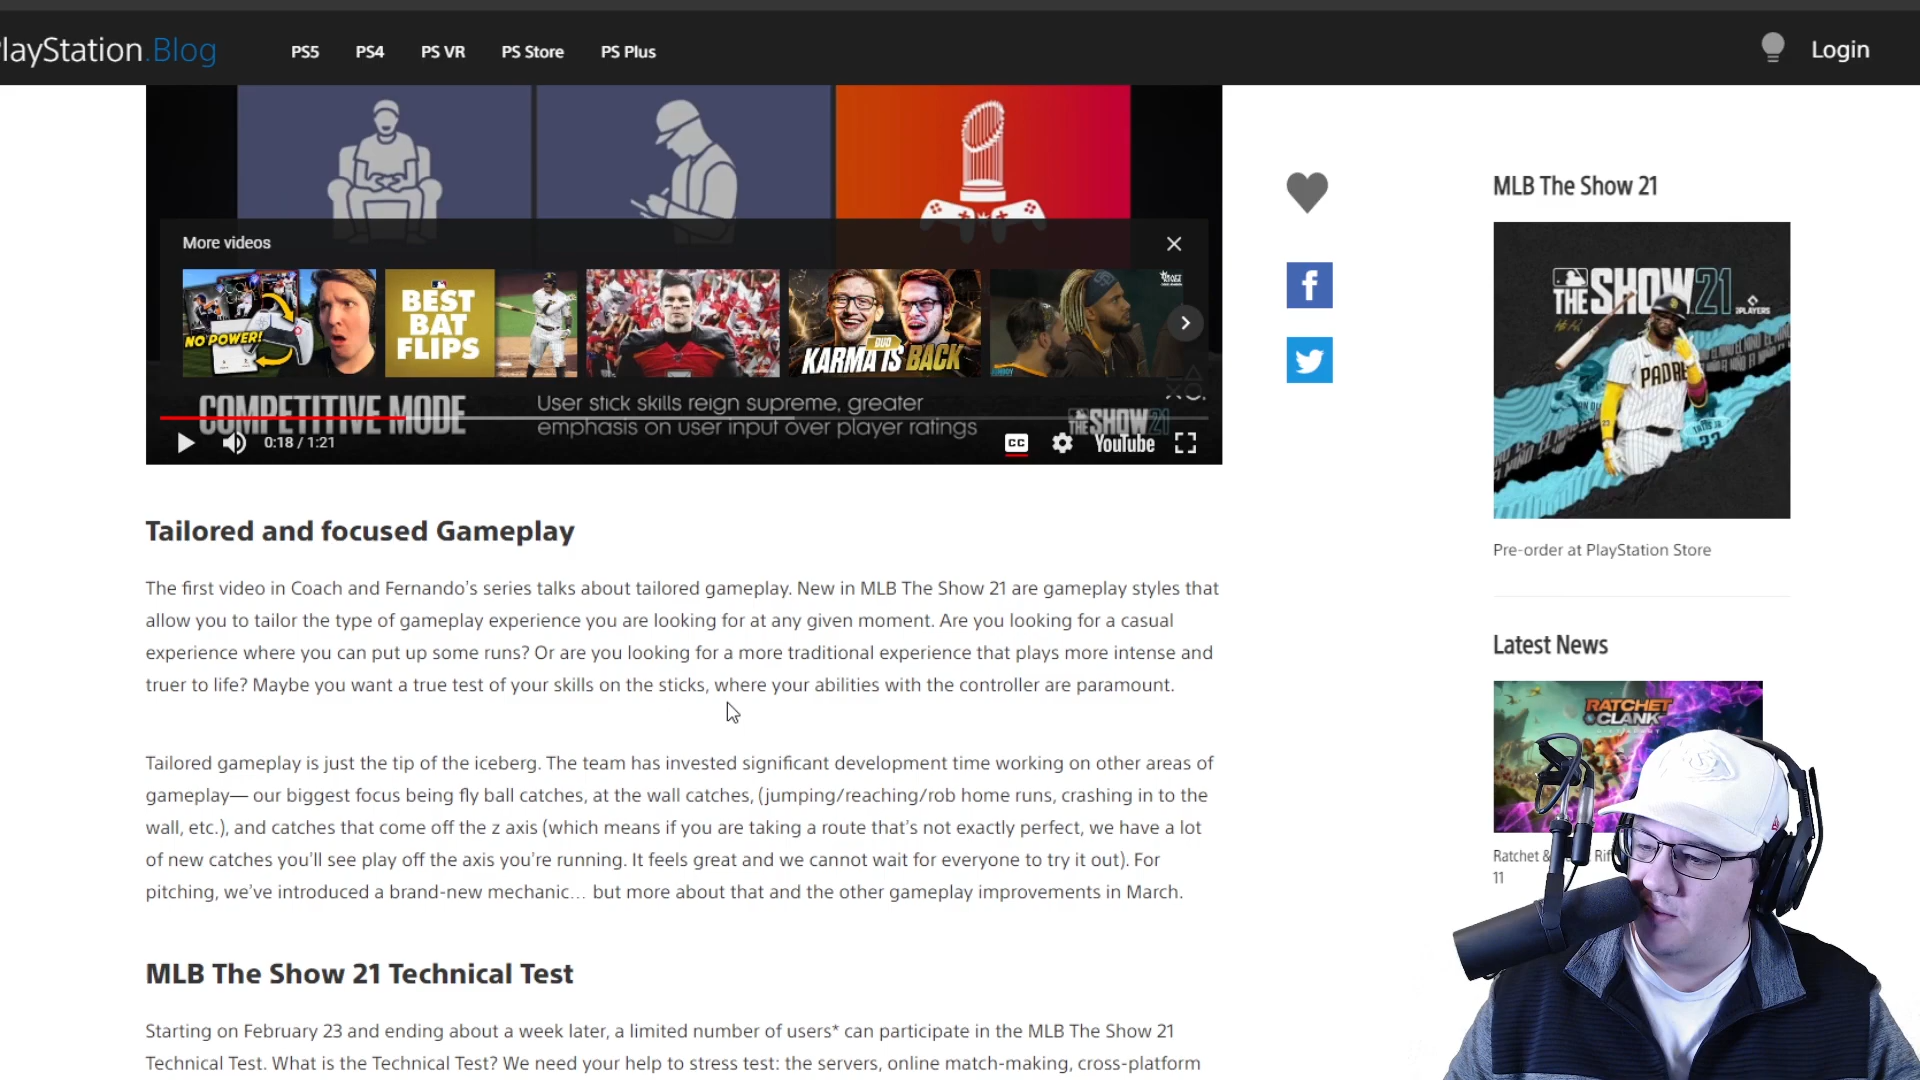 PlayStation.Blog
PS5 PS4 PS VR PS Store PS Plus
Login
More videos
NO POWER!
BEST
BAT
FLIPS
DUO
KARMA IS BACK
COMPETITIVE MODE
User stick skills reign supreme, greater
emphasis on user input over player ratings
THE SHOW 21
0:18 / 1:21
CC
YouTube
Tailored and focused Gameplay
The first video in Coach and Fernando’s series talks about tailored gameplay. New in MLB The Show 21 are gameplay styles that
allow you to tailor the type of gameplay experience you are looking for at any given moment. Are you looking for a casual
experience where you can put up some runs? Or are you looking for a more traditional experience that plays more intense and
truer to life? Maybe you want a true test of your skills on the sticks, where your abilities with the controller are paramount.
Tailored gameplay is just the tip of the iceberg. The team has invested significant development time working on other areas of
gameplay— our biggest focus being fly ball catches, at the wall catches, (jumping/reaching/rob home runs, crashing in to the
wall, etc.), and catches that come off the z axis (which means if you are taking a route that’s not exactly perfect, we have a lot
of new catches you’ll see play off the axis you’re running. It feels great and we cannot wait for everyone to try it out). For
pitching, we’ve introduced a brand-new mechanic… but more about that and the other gameplay improvements in March.
MLB The Show 21 Technical Test
Starting on February 23 and ending about a week later, a limited number of users* can participate in the MLB The Show 21
Technical Test. What is the Technical Test? We need your help to stress test: the servers, online match-making, cross-platform
MLB The Show 21
THE SHOW 21
PLAYERS
PADRE
EL NIÑO
Pre-order at PlayStation Store
Latest News
RATCHET
CLANK
Ratchet &
11